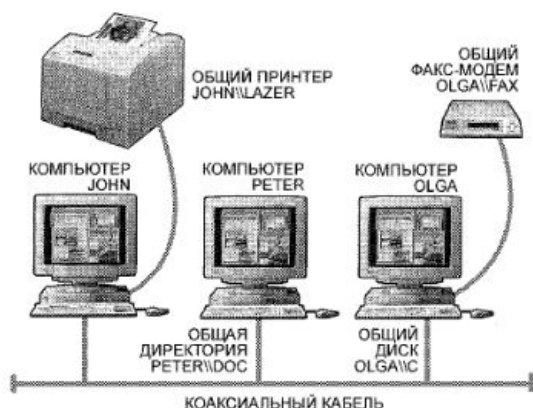 ОБЩИЙ ПРИНТЕР
JOHN\\LAZER
ОБЩИЙ
ФАКС-МОДЕМ
OLGA\\FAX
КОМПЬЮТЕР
JOHN
КОМПЬЮТЕР
PETER
КОМПЬЮТЕР
OLGA
ОБЩАЯ
ДИРЕКТОРИЯ
PETER\\DOC
ОБЩИЙ
ДИСК
OLGA\\C
КОАКСИАЛЬНЫЙ КАБЕЛЬ